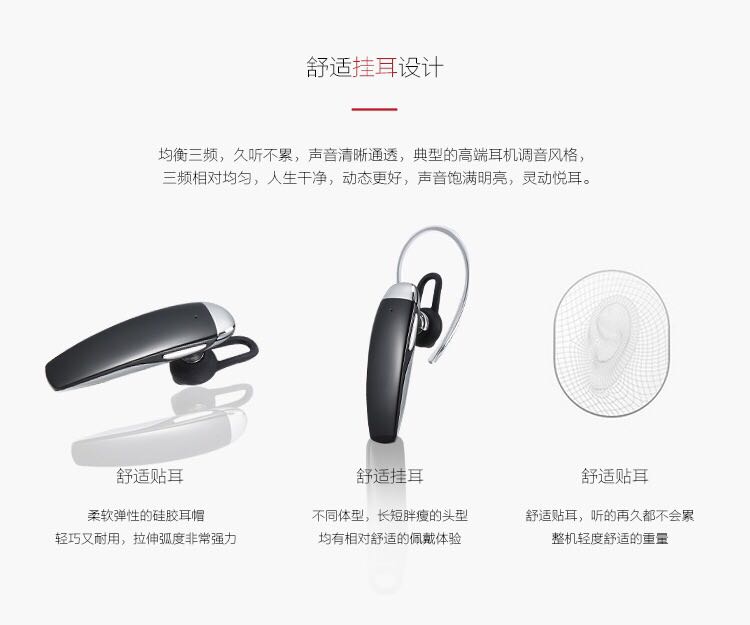 舒适挂耳设计
均衡三频，久听不累，声音清晰通透，典型的高端耳机调音风格，
三频相对均匀，人生干净，动态更好，声音饱满明亮，灵动悦耳。
舒适贴耳
柔软弹性的硅胶耳帽
轻巧又耐用，拉伸弧度非常强力
舒适挂耳
不同体型，长短胖瘦的头型
均有相对舒适的佩戴体验
舒适贴耳
舒适贴耳，听的再久都不会累
整机轻度舒适的重量